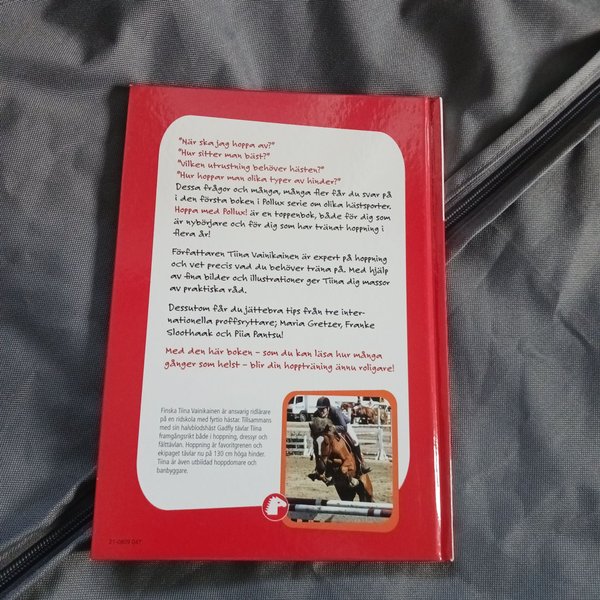 "När ska jag hoppa av?"
"Hur sitter man bäst?"
"Vilken utrustning behöver hästen?"
"Hur hoppar man olika typer av hinder?"
Dessa frågor och många, många fler får du svar på
i den första boken i Pollux serie om olika hästsporter.
Hoppa med Pollux! är en toppenbok, både för dig som
är nybörjare och för dig som har tränat hoppning i
flera år!
Författaren Tiina Vainikainen är expert på hoppning
och vet precis vad du behöver träna på. Med hjälp
av fina bilder och illustrationer ger Tiina dig massor
av praktiska råd.
Dessutom får du jättebra tips från tre inter-
nationella proffsryttare; Maria Gretzer, Franke
Sloothaak och Piia Pantsu!
Med den här boken – som du kan läsa hur många
gånger som helst – blir din hoppträning ännu roligare!
Finska Tiina Vainikainen är ansvarig ridlärare
på en ridskola med fyrtio hästar. Tillsammans
med sin halvblodshäst Gadfly tävlar Tiina
framgångsrikt både i hoppning, dressyr och
fälttävlan. Hoppning är favoritgrenen och
ekipaget tävlar nu på 130 cm höga hinder.
Tiina är även utbildad hoppdomare och
banbyggare.
21-0809 047